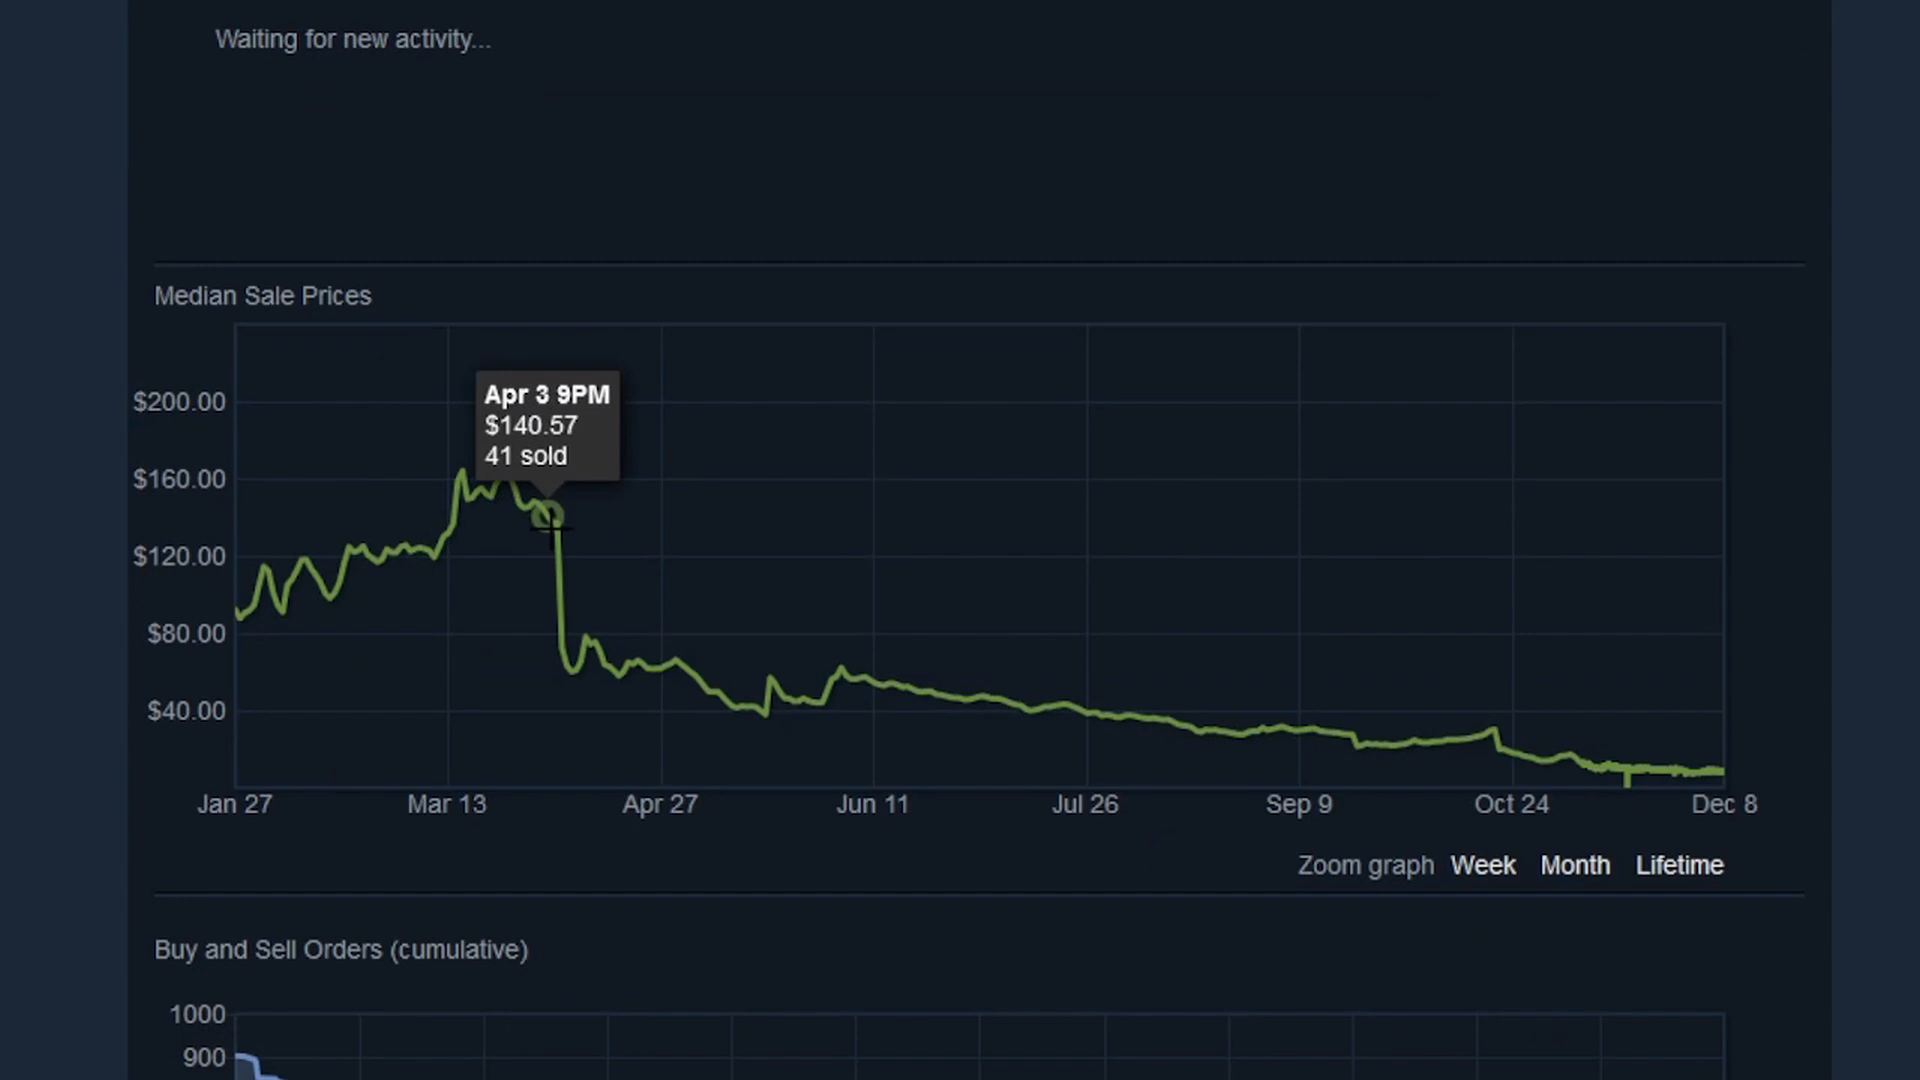 Waiting for new activity...
Median Sale Prices
Apr 3 9PM
$140.57
41 sold
$200.00
$160.00
$120.00
$80.00
$40.00
Jan 27 Mar 13 Apr 27 Jun 11 Jul 26 Sep 9 Oct 24 Dec 8
Zoom graph Week Month Lifetime
Buy and Sell Orders (cumulative)
1000
900